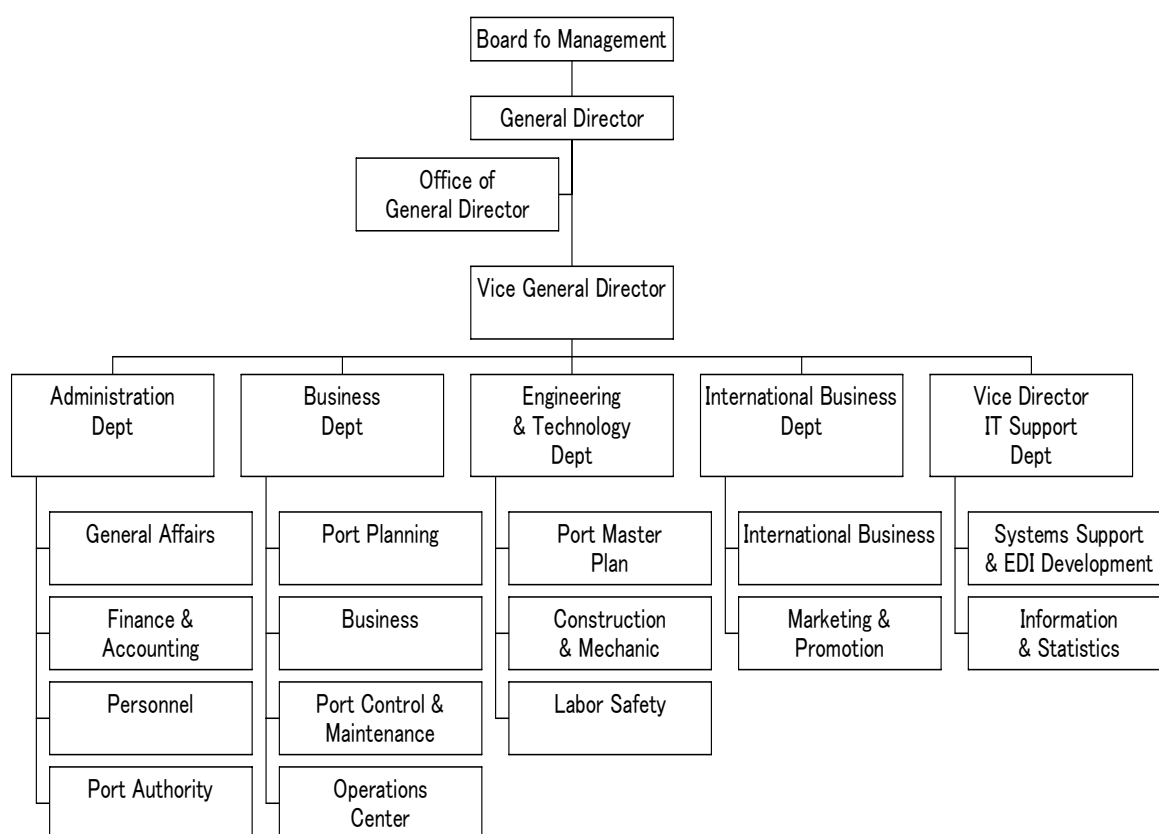 Board fo Management
General Director
Office of
General Director
Vice General Director
Administration
Dept
Business
Dept
Engineering
& Technology
Dept
International Business
Dept
Vice Director
IT Support
Dept
General Affairs
Finance &
Accounting
Personnel
Port Authority
Port Planning
Business
Port Control &
Maintenance
Operations
Center
Port Master
Plan
Construction
& Mechanic
Labor Safety
International Business
Marketing &
Promotion
Systems Support
& EDI Development
Information
& Statistics